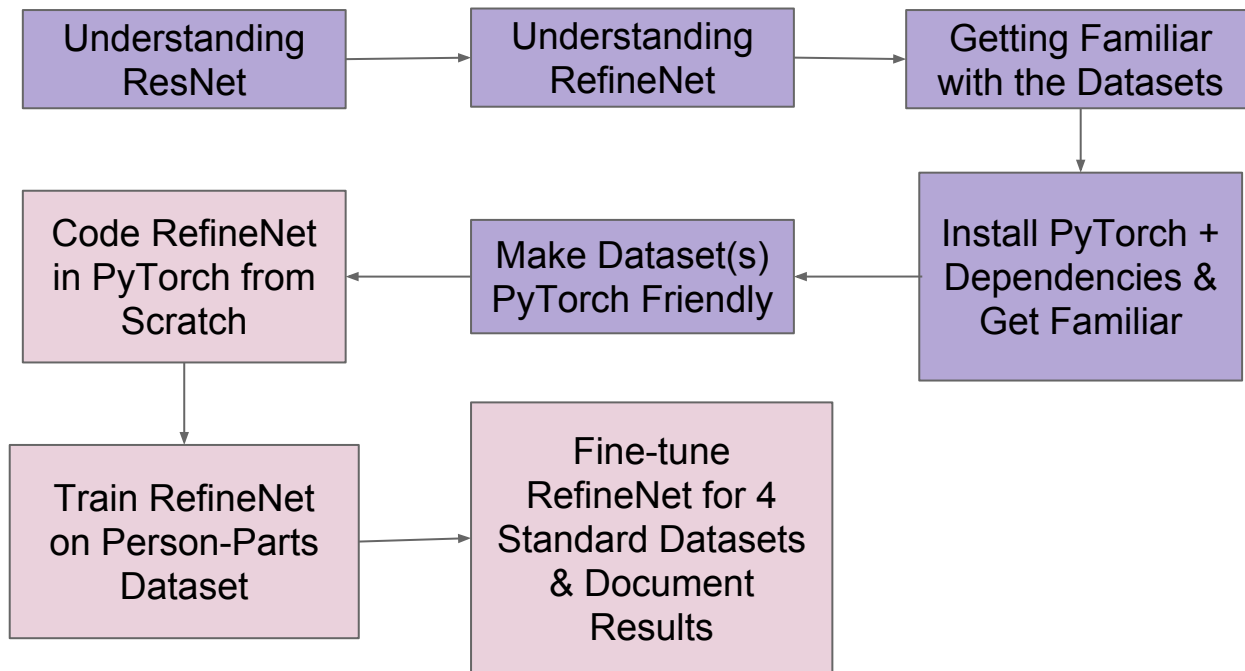 Understanding
ResNet
Understanding
RefineNet
Getting Familiar
with the Datasets
Install PyTorch +
Dependencies &
Get Familiar
Make Dataset(s)
PyTorch Friendly
Code RefineNet
in PyTorch from
Scratch
Train RefineNet
on Person-Parts
Dataset
Fine-tune
RefineNet for 4
Standard Datasets
& Document
Results